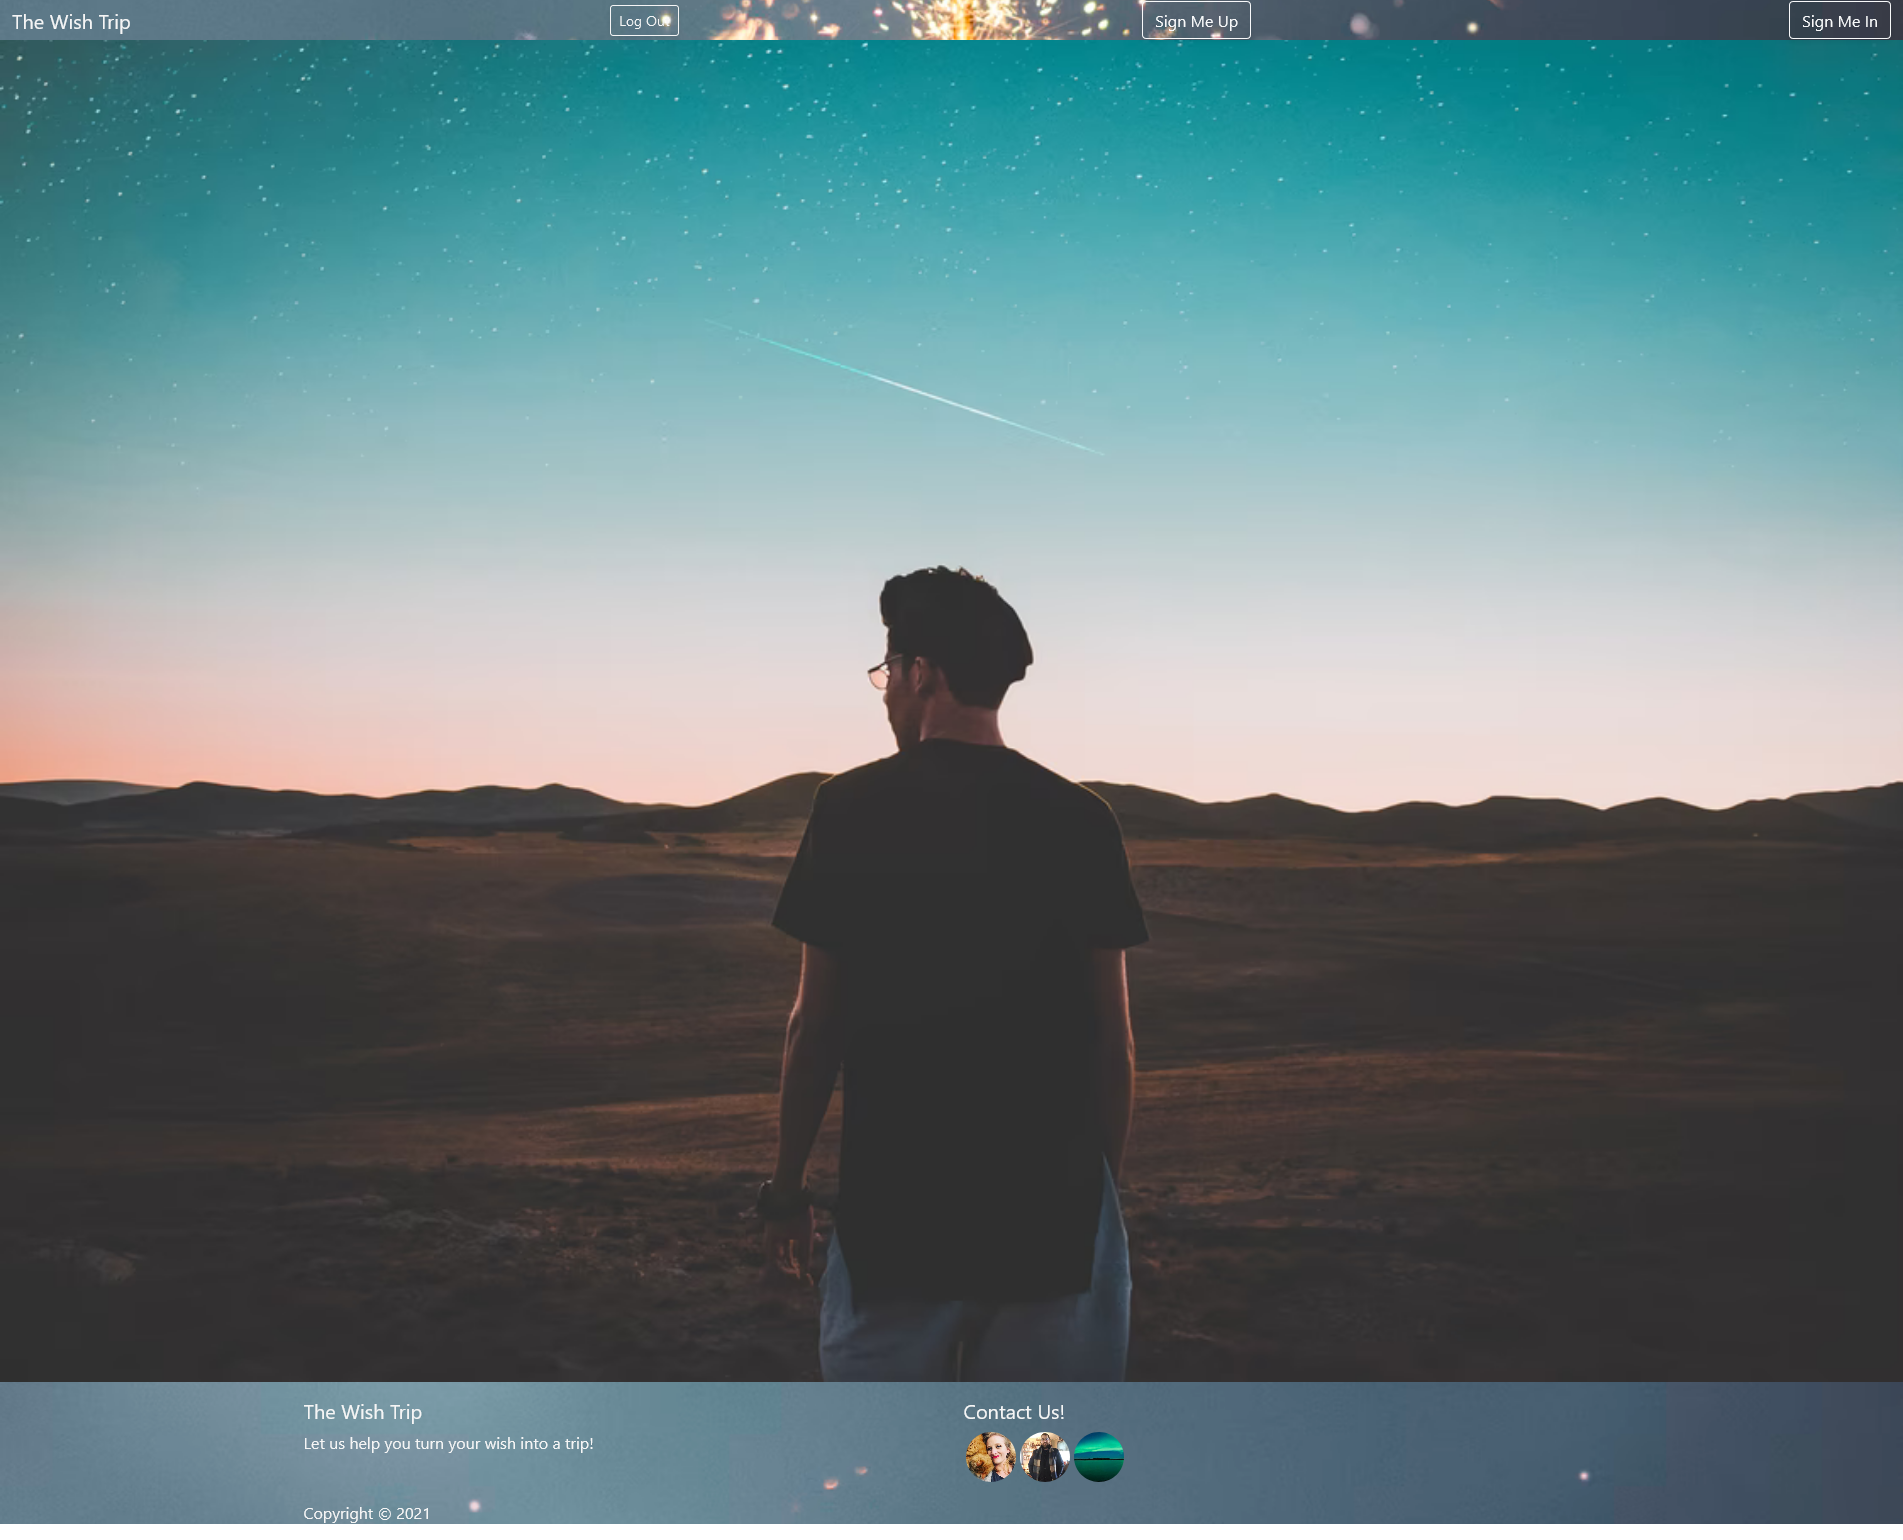 The Wish Trip
Log Out
Sign Me Up
Sign Me In
The Wish Trip
Let us help you turn your wish into a trip!
Contact Us!
Copyright © 2021